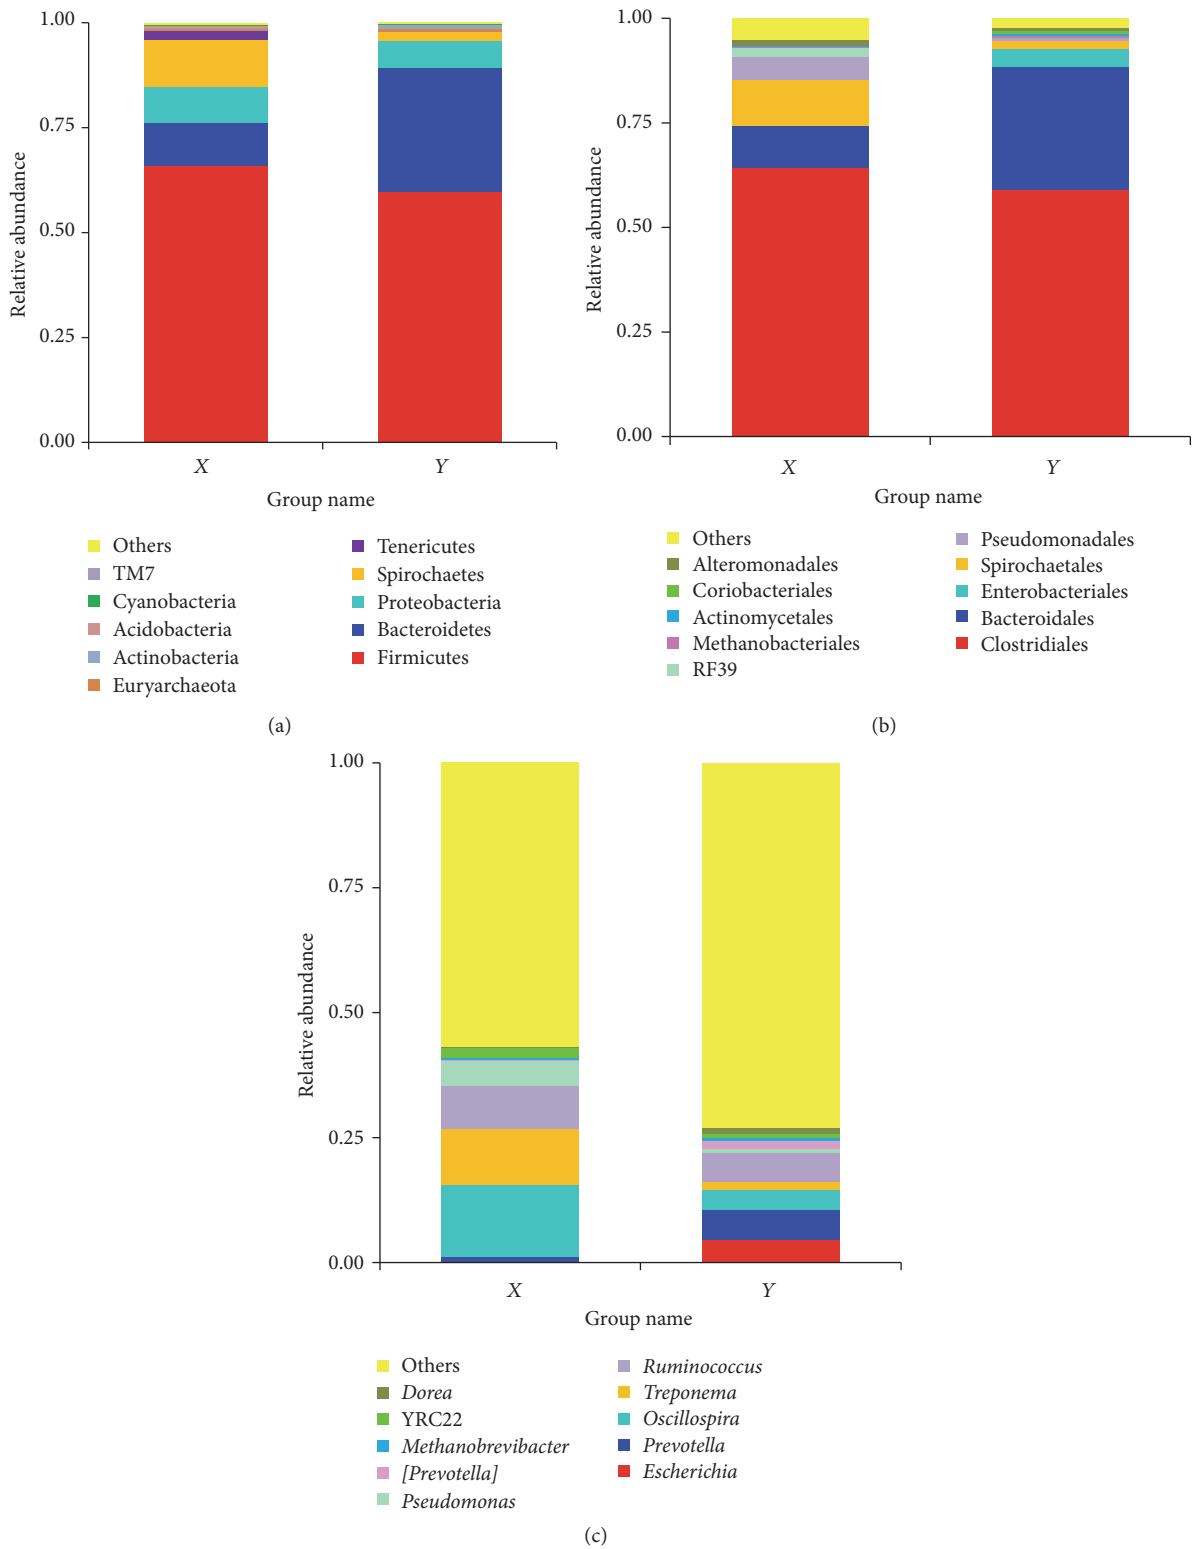 1.00
0.75
0.50
0.25
0.00
Relative abundance
X
Y
Group name
Others
TM7
Cyanobacteria
Acidobacteria
Actinobacteria
Euryarchaeota
Tenericutes
Spirochaetes
Proteobacteria
Bacteroidetes
Firmicutes
(a)
1.00
0.75
0.50
0.25
0.00
Relative abundance
X
Y
Group name
Others
Alteromonadales
Coriobacteriales
Actinomycetales
Methanobacteriales
RF39
Pseudomonadales
Spirochaetales
Enterobacteriales
Bacteroidales
Clostridiales
(b)
1.00
0.75
0.50
0.25
0.00
Relative abundance
X
Y
Group name
Others
Dorea
YRC22
Methanobrevibacter
[Prevotella]
Pseudomonas
Ruminococcus
Treponema
Oscillospira
Prevotella
Escherichia
(c)